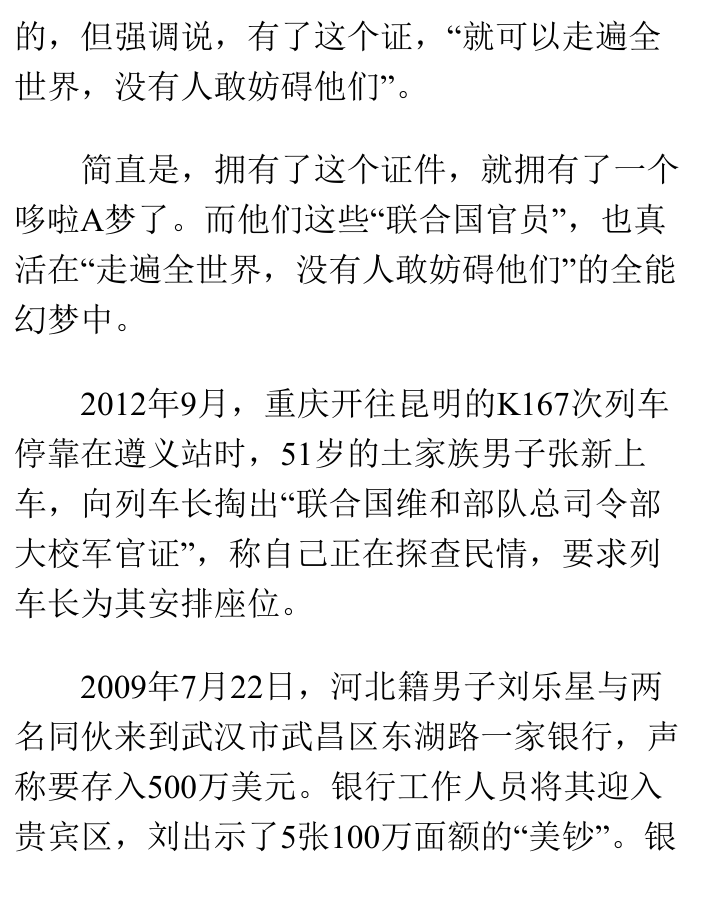 的，但强调说，有了这个证，“就可以走遍全
世界，没有人敢妨碍他们”。
简直是，拥有了这个证件，就拥有了一个
哆啦A梦了。而他们这些“联合国官员”，也真
活在“走遍全世界，没有人敢妨碍他们”的全能
幻梦中。
2012年9月，重庆开往昆明的K167次列车
停靠在遵义站时，51岁的土家族男子张新上
车，向列车长掏出“联合国维和部队总司令部
大校军官证”，称自己正在探查民情，要求列
车长为其安排座位。
2009年7月22日，河北籍男子刘乐星与两
名同伙来到武汉市武昌区东湖路一家银行，声
称要存入500万美元。银行工作人员将其迎入
贵宾区，刘出示了5张100万面额的“美钞”。银